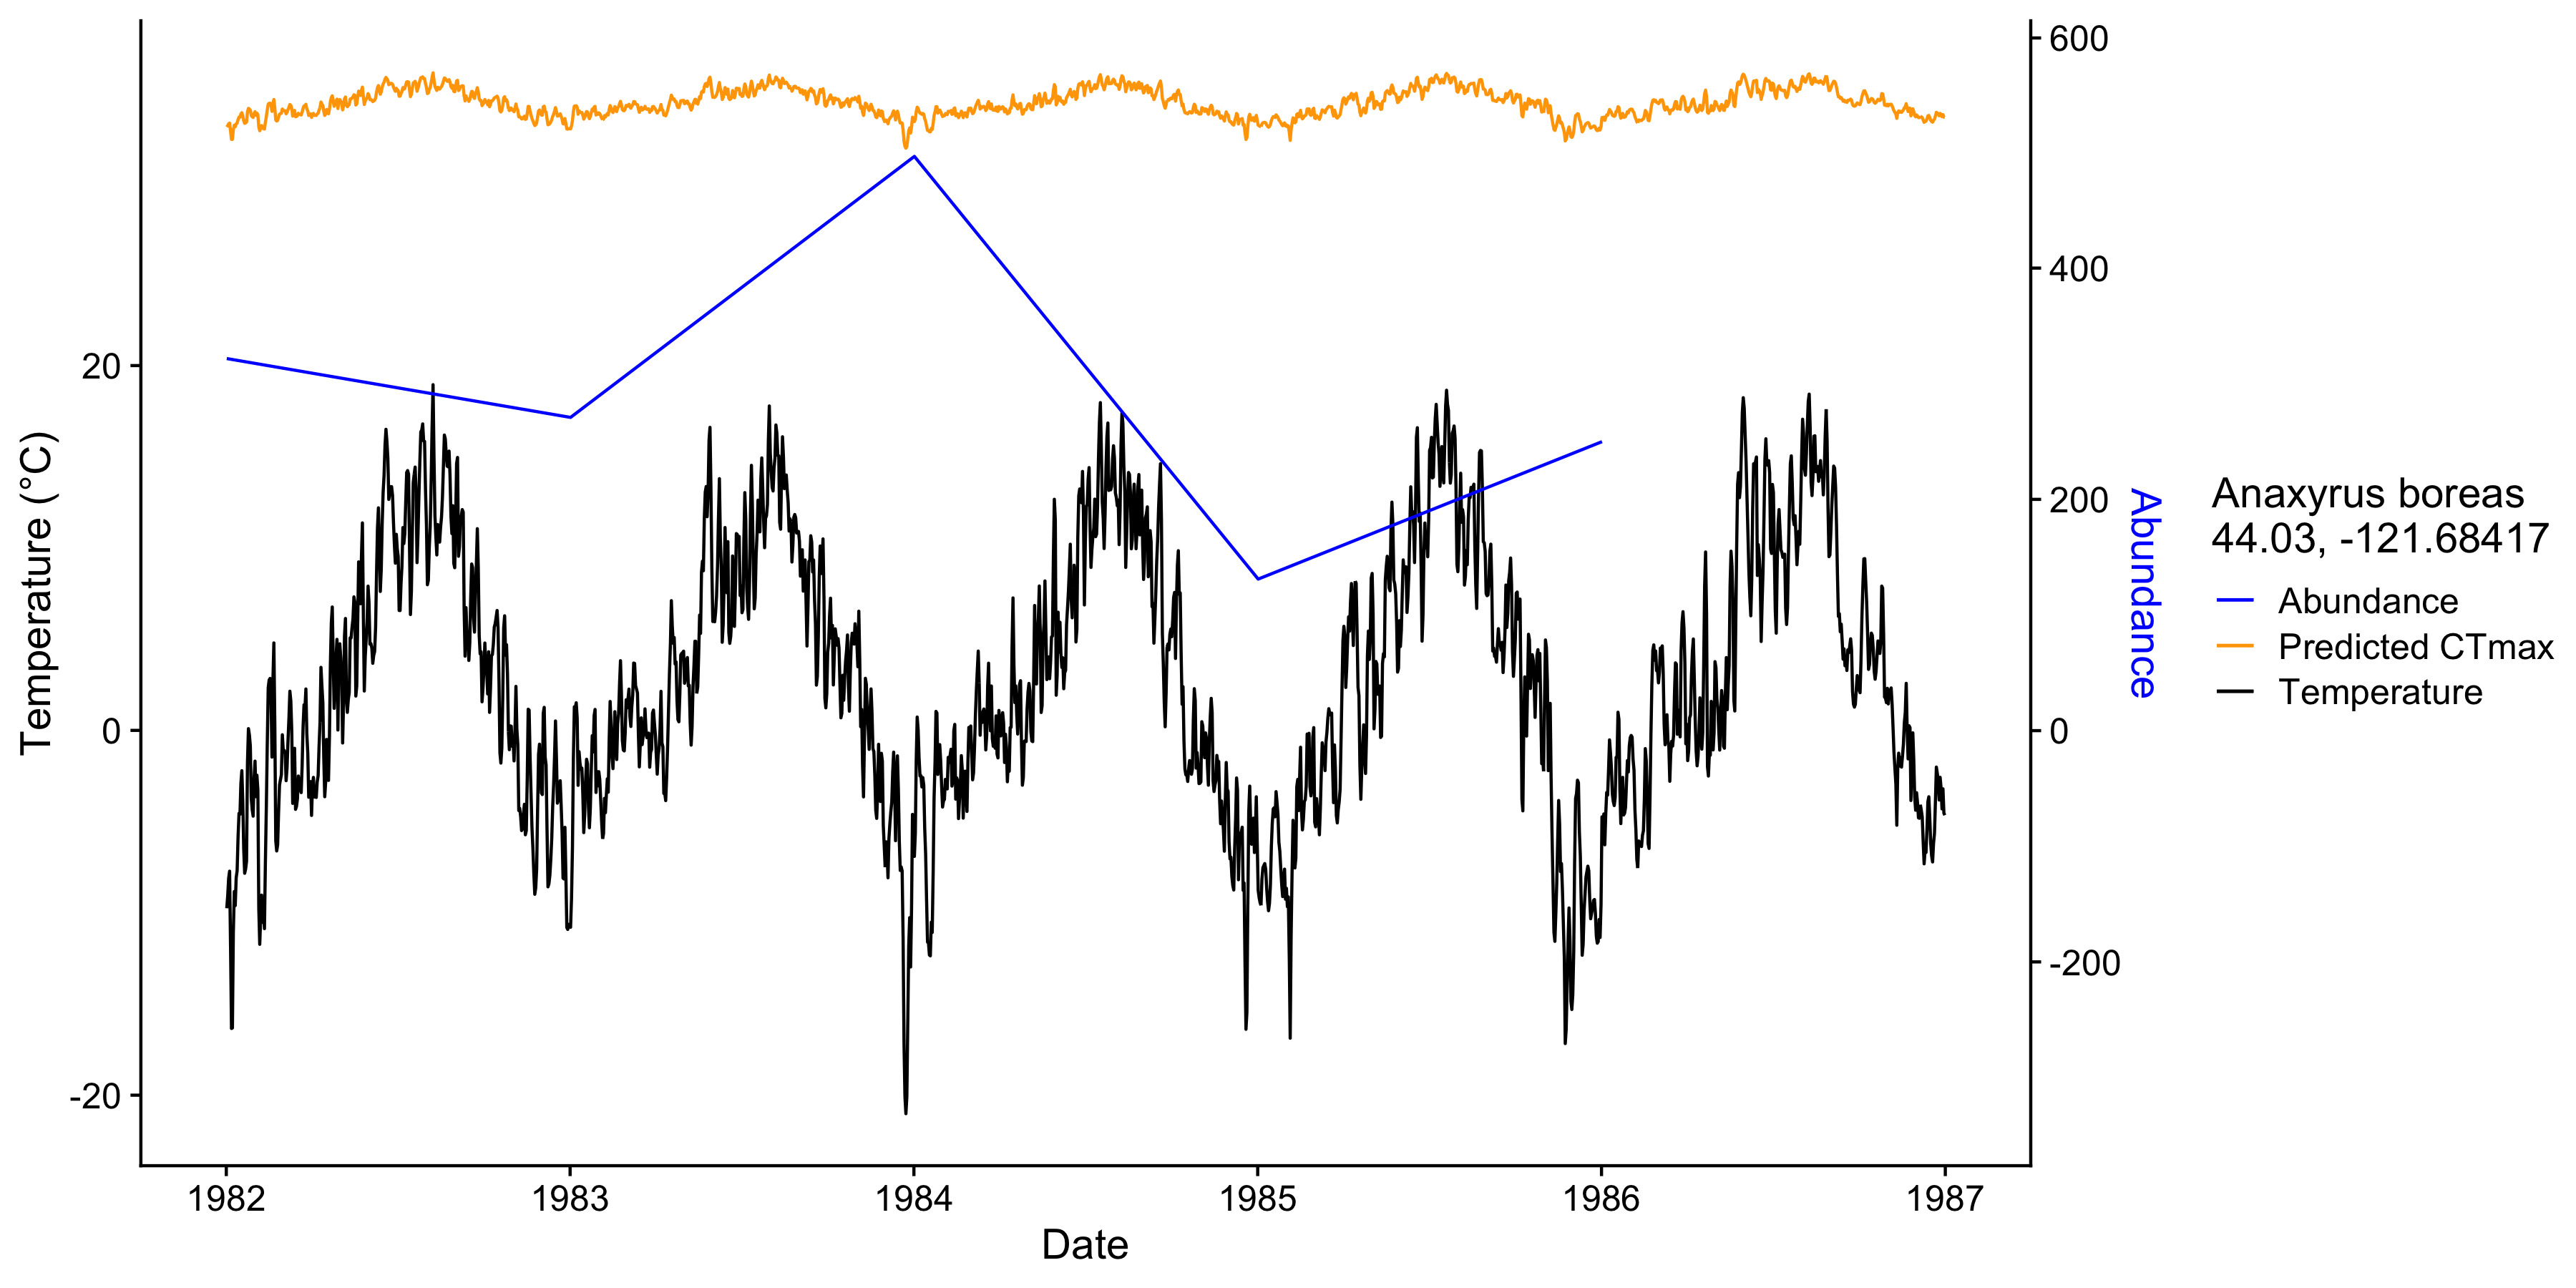 600
400
200
0
-200
20
0
-20
Temperature (°C)
Abundance
1982
1983
1984
1985
1986
1987
Date
Anaxyrus boreas
44.03, -121.68417
Abundance
Predicted CTmax
Temperature